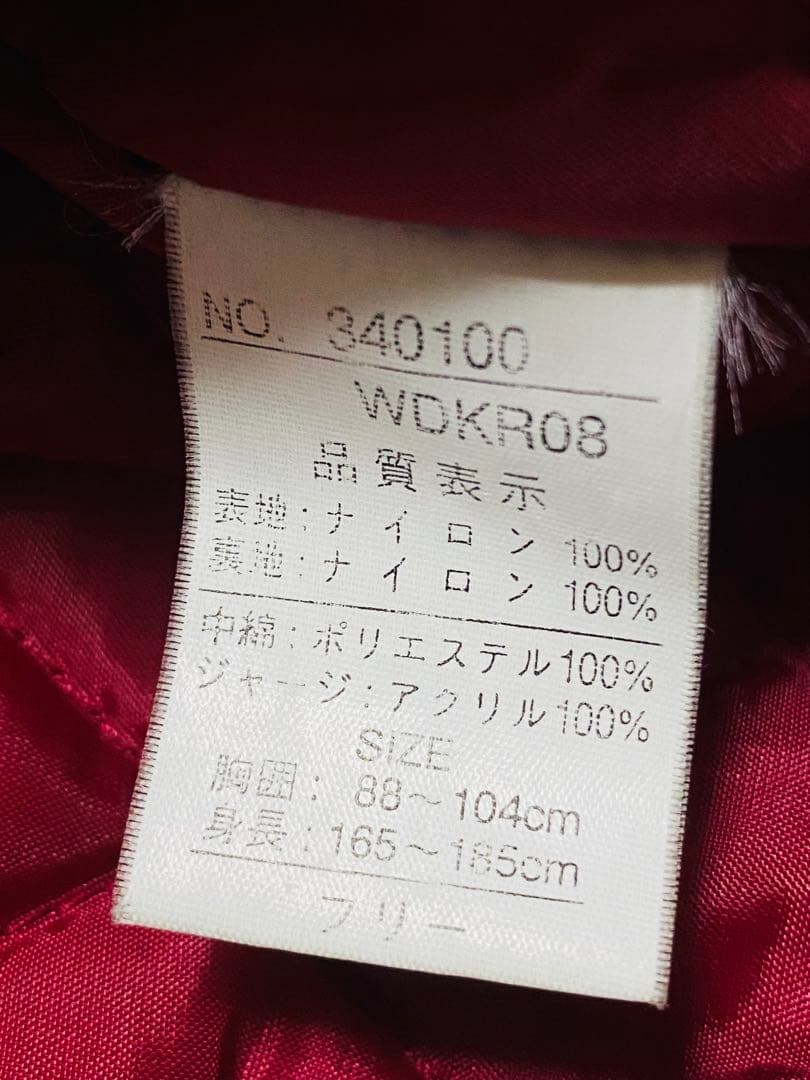 NO. 340100
WDKR08
品質表示
表地:ナイロン 100%
裏地:ナイロン 100%
中綿:ポリエステル100%
ジャージ:アクリル100%
SIZE
胸囲: 88～104cm
身長:165～185cm
フリー